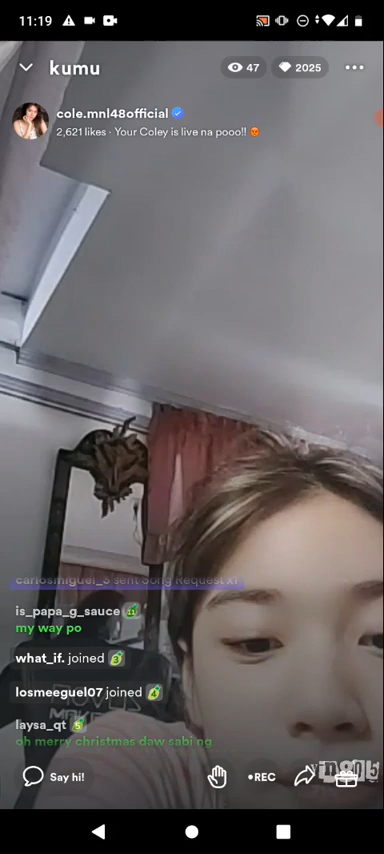 11:19
kumu
47
2025
cole.mnl48official
2,621 likes · Your Coley is live na pooo!! 😡
carlosmiguel_S sent Song Request x1
is_papa_g_sauce 11
my way po
what_if. joined 3
losmeeguel07 joined 4
laysa_qt 5
oh merry christmas daw sabi ng
Say hi!
•REC